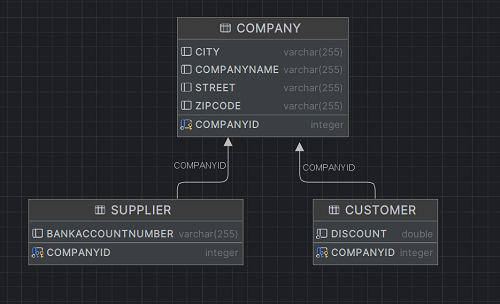 COMPANY
CITY varchar(255)
COMPANYNAME varchar(255)
STREET varchar(255)
ZIPCODE varchar(255)
COMPANYID integer
COMPANYID COMPANYID
SUPPLIER
BANKACCOUNTNUMBER varchar(255)
COMPANYID integer
CUSTOMER
DISCOUNT double
COMPANYID integer